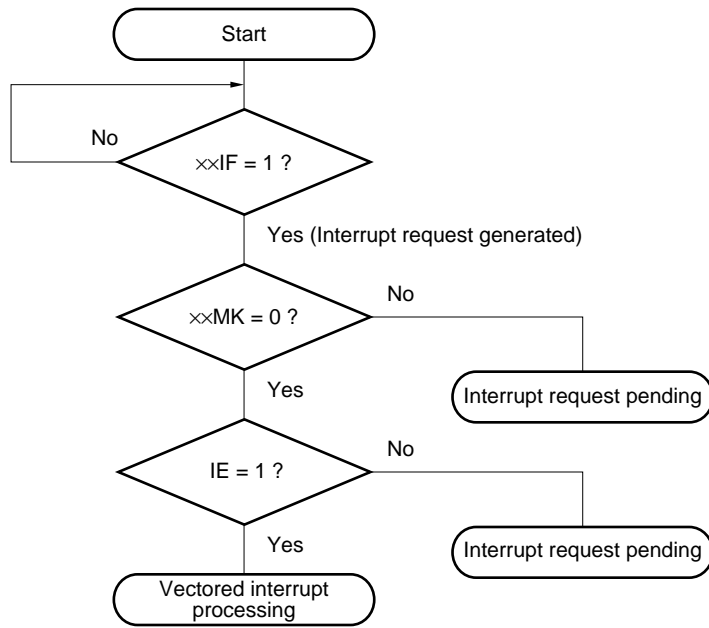 Start
No
××IF = 1 ?
Yes (Interrupt request generated)
××MK = 0 ?
No
Interrupt request pending
Yes
IE = 1 ?
No
Interrupt request pending
Yes
Vectored interrupt
processing